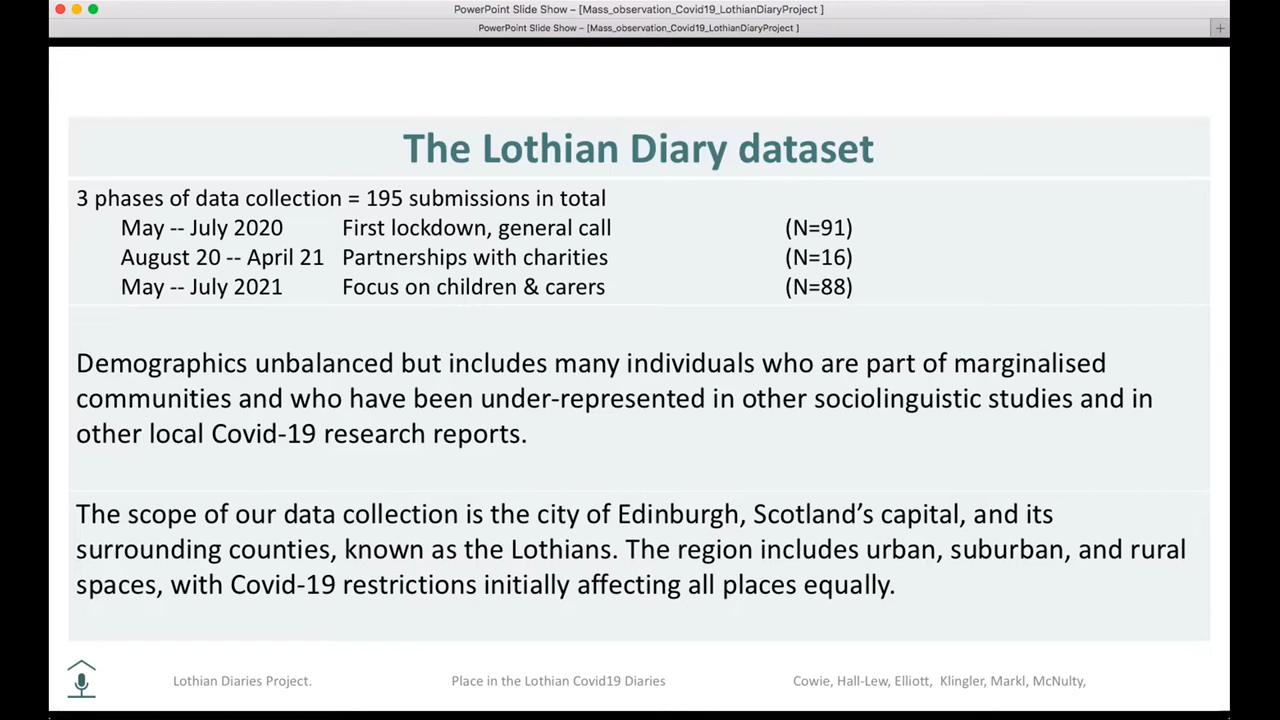 PowerPoint Slide Show – [Mass_observation_Covid19_LothianDiaryProject ]
PowerPoint Slide Show – [Mass_observation_Covid19_LothianDiaryProject ]
The Lothian Diary dataset
3 phases of data collection = 195 submissions in total
May -- July 2020 First lockdown, general call (N=91)
August 20 -- April 21 Partnerships with charities (N=16)
May -- July 2021 Focus on children & carers (N=88)
Demographics unbalanced but includes many individuals who are part of marginalised
communities and who have been under-represented in other sociolinguistic studies and in
other local Covid-19 research reports.
The scope of our data collection is the city of Edinburgh, Scotland’s capital, and its
surrounding counties, known as the Lothians. The region includes urban, suburban, and rural
spaces, with Covid-19 restrictions initially affecting all places equally.
Lothian Diaries Project. Place in the Lothian Covid19 Diaries Cowie, Hall-Lew, Elliott, Klingler, Markl, McNulty,